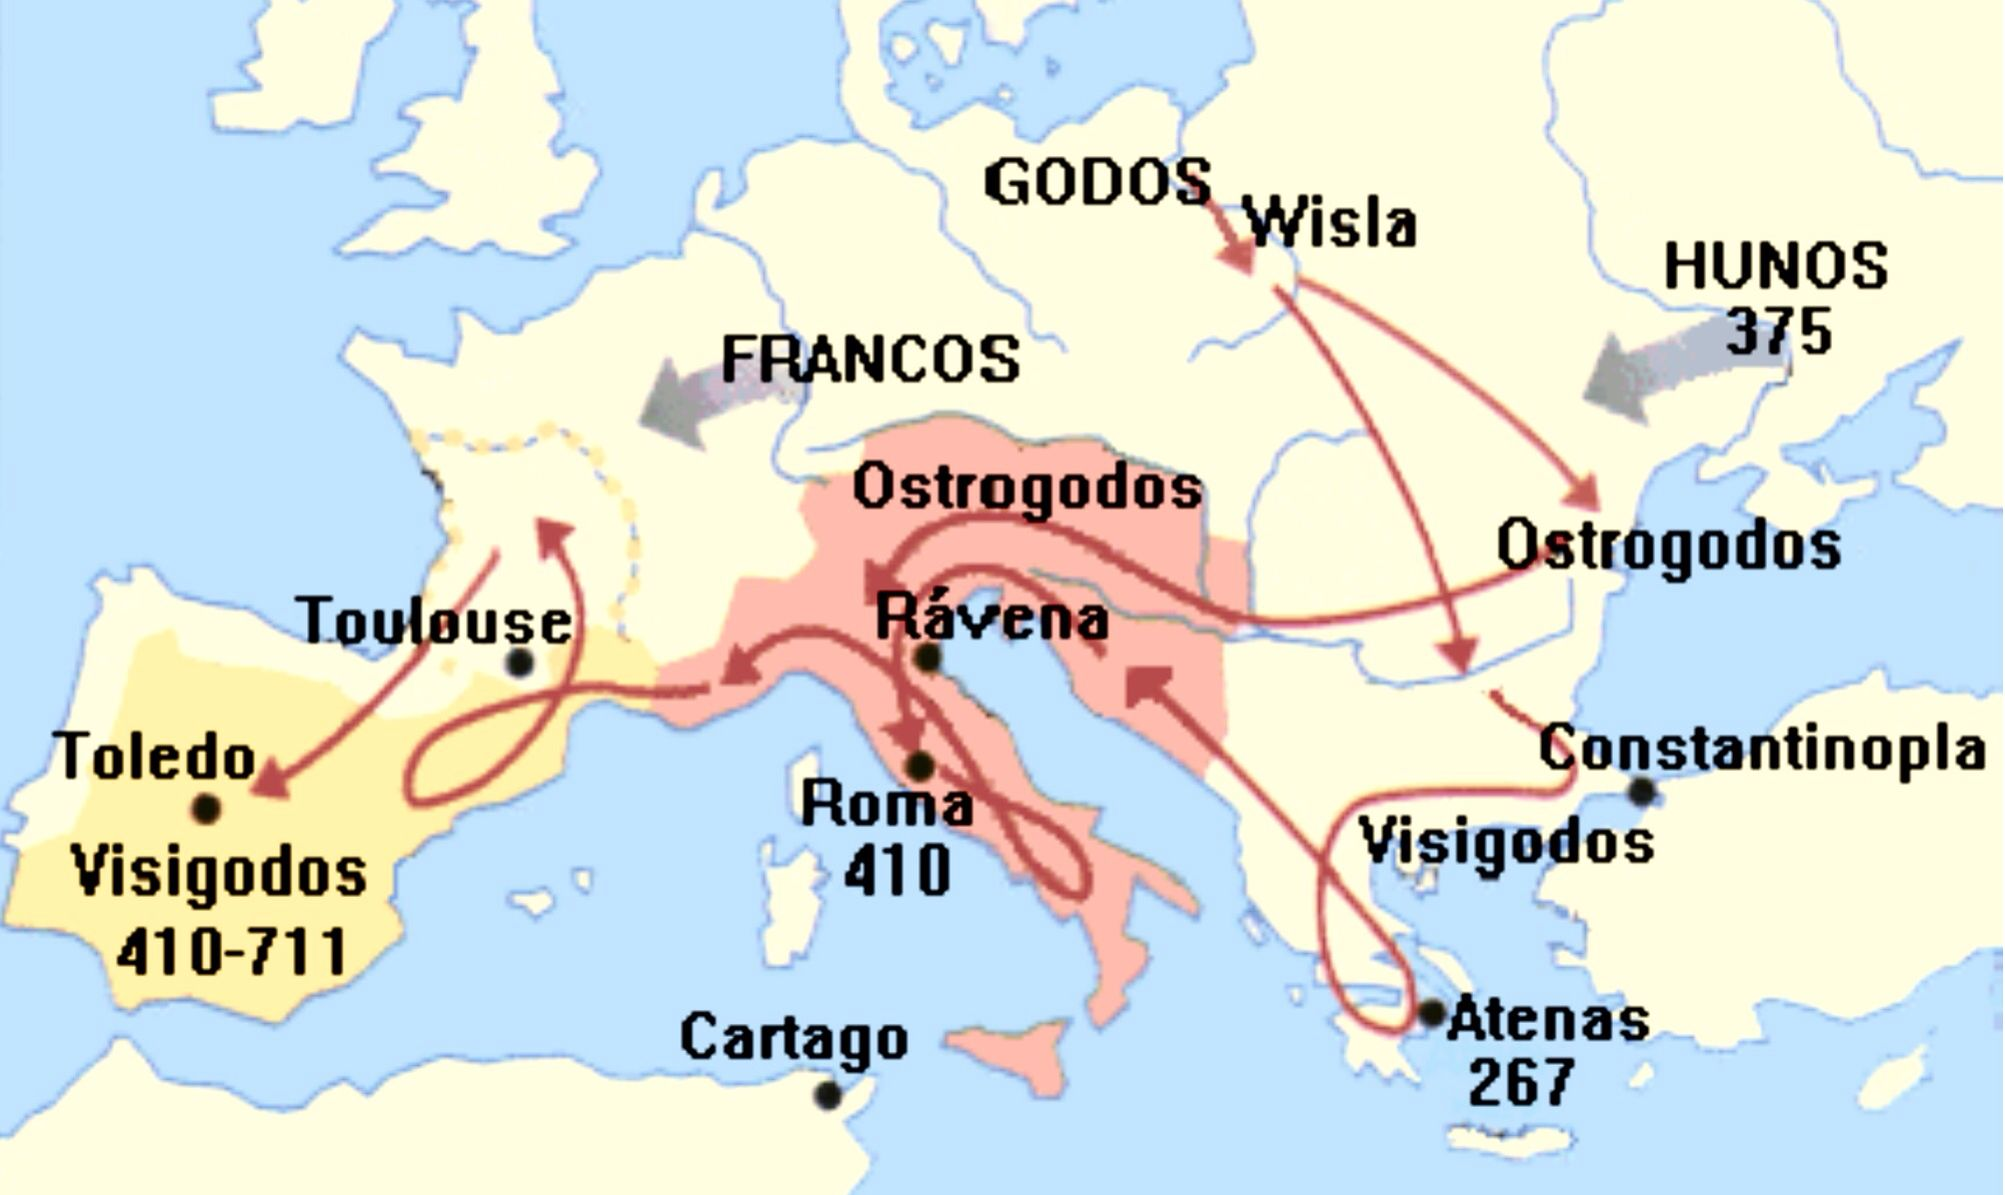 GODOS
Wisla
HUNOS
375
FRANCOS
Ostrogodos
Ostrogodos
Toulouse
Rávena
Toledo
Constantinopla
Roma
410
Visigodos
Visigodos
410-711
Cartago
Atenas
267